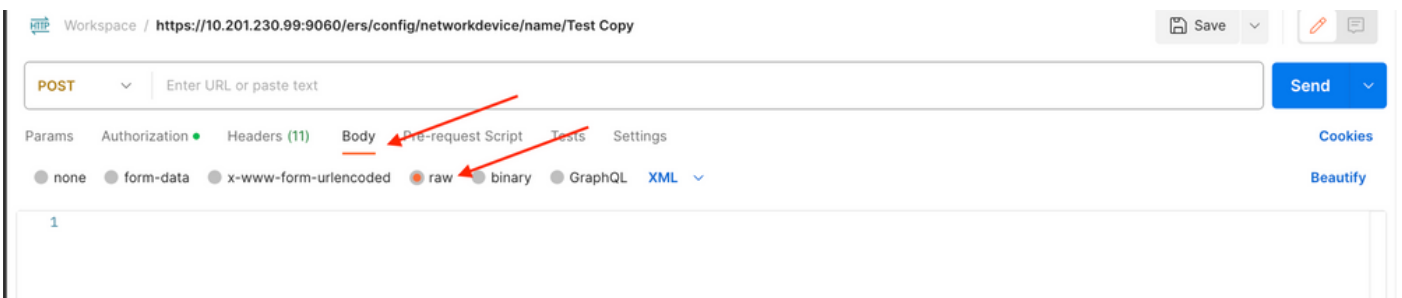 HTTP Workspace / https://10.201.230.99:9060/ers/config/networkdevice/name/Test Copy Save
POST Enter URL or paste text Send
Params Authorization Headers (11) Body Pre-request Script Tests Settings Cookies
none form-data x-www-form-urlencoded raw binary GraphQL XML Beautify
1